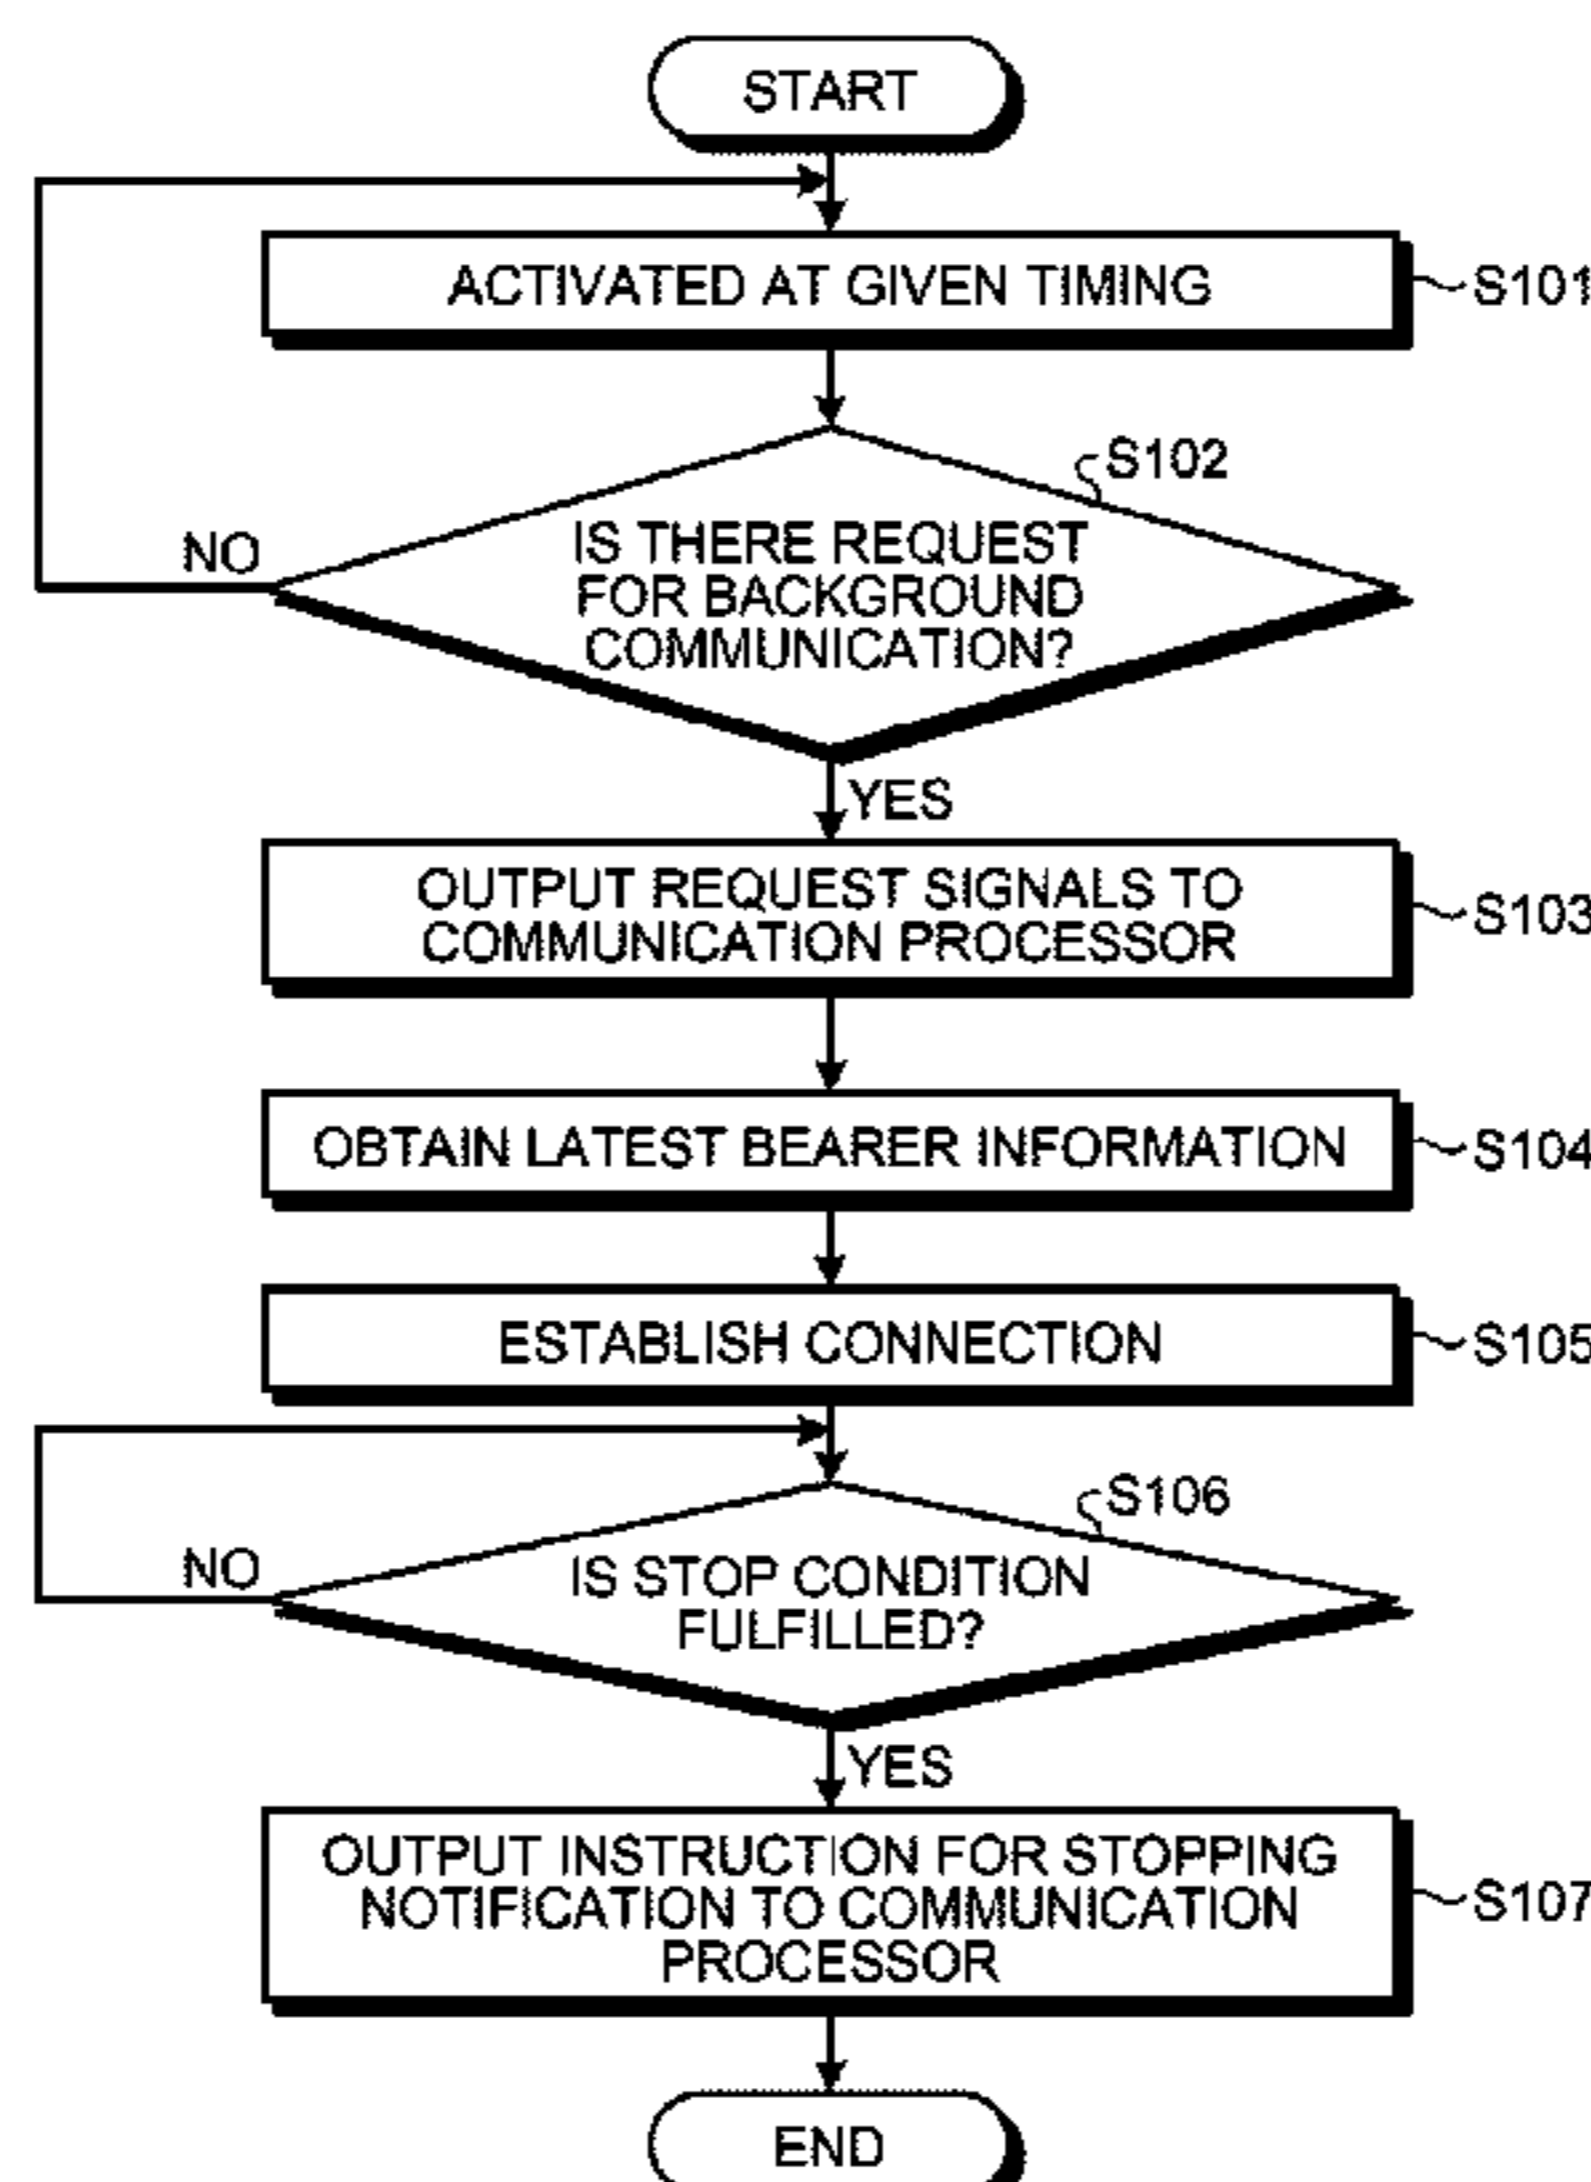 START
ACTIVATED AT GIVEN TIMING
S101
S102
IS THERE REQUEST
FOR BACKGROUND
COMMUNICATION?
NO
YES
OUTPUT REQUEST SIGNALS TO
COMMUNICATION PROCESSOR
S103
OBTAIN LATEST BEARER INFORMATION
S104
ESTABLISH CONNECTION
S105
S106
IS STOP CONDITION
FULFILLED?
NO
YES
OUTPUT INSTRUCTION FOR STOPPING
NOTIFICATION TO COMMUNICATION
PROCESSOR
S107
END